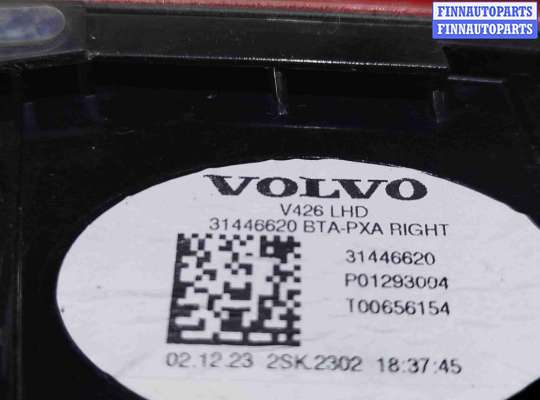 FINNAUTOPARTS
FINNAUTOPARTS
VOLVO
V426 LHD
31446620 BTA-PXA RIGHT
31446620
P01293004
T00656154
02.12.23 2SK.2302 18:37:45